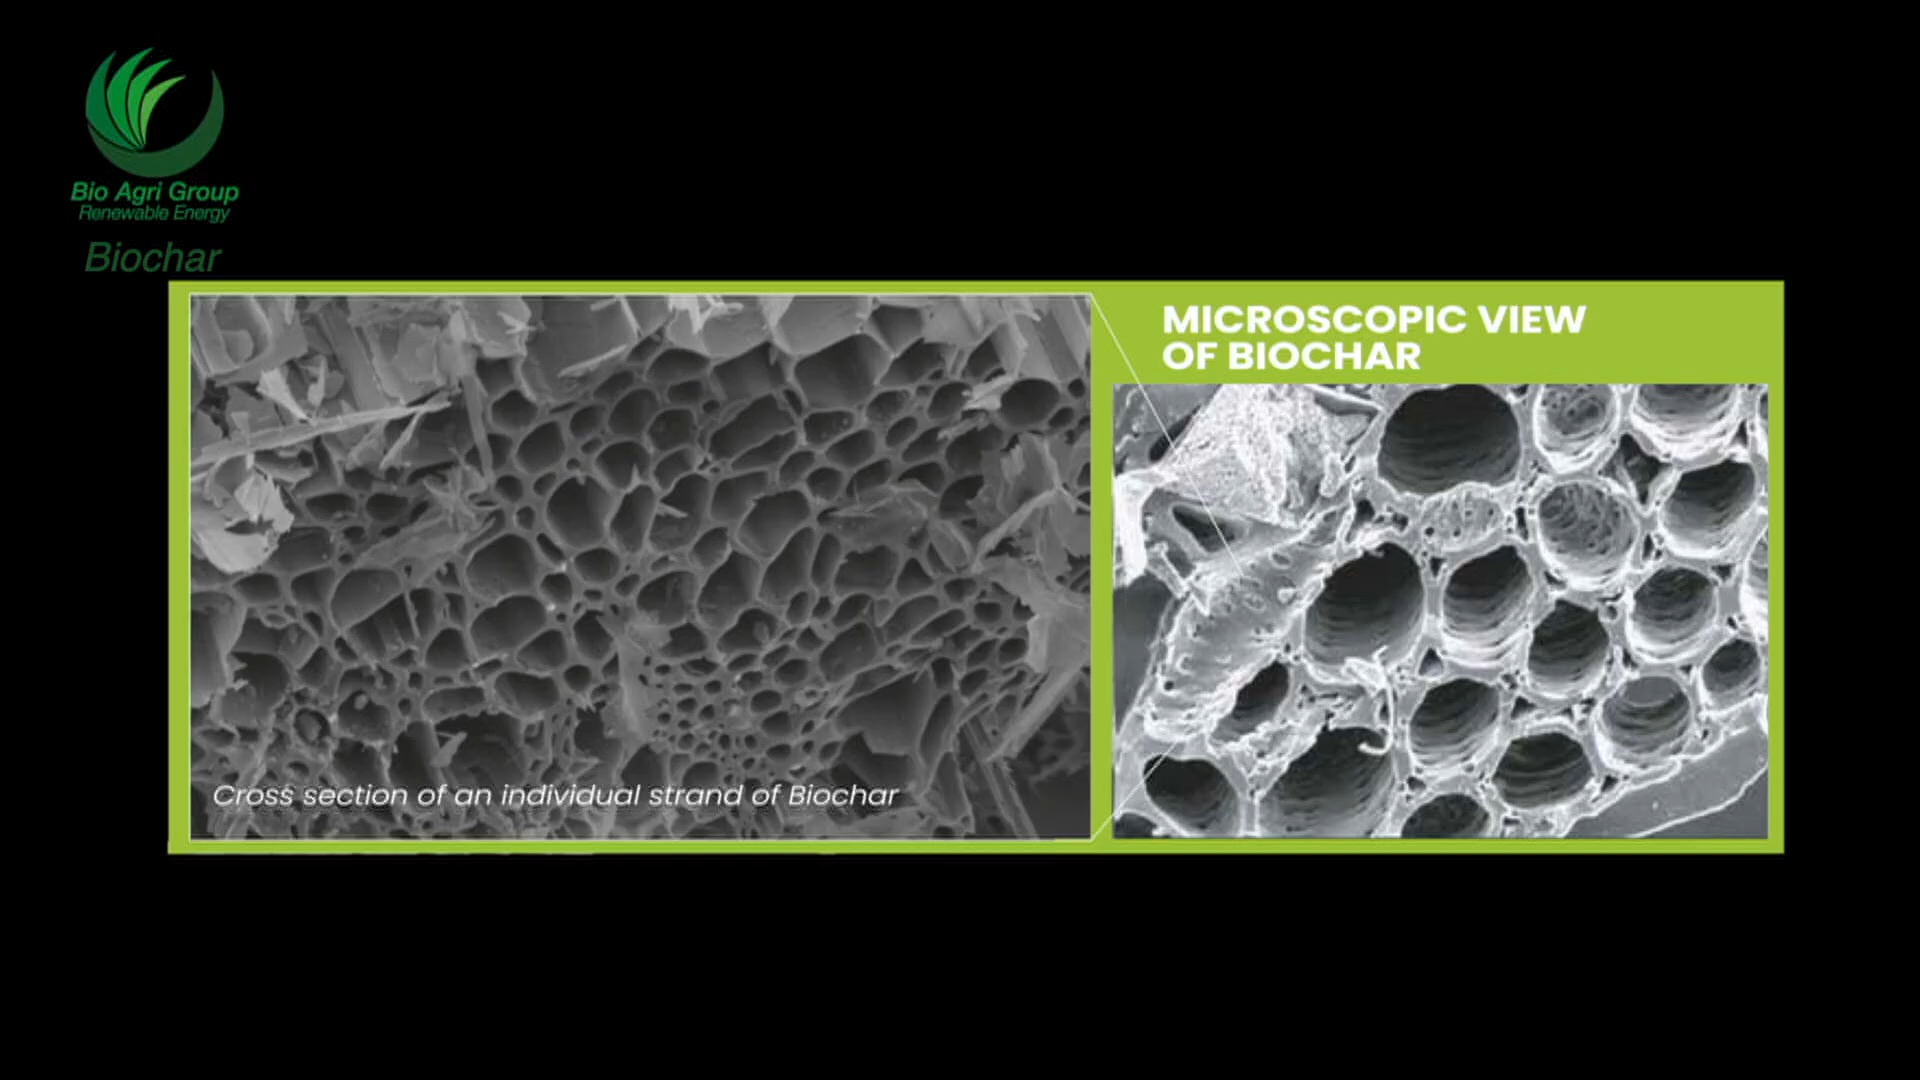 Bio Agri Group
Renewable Energy
Biochar
MICROSCOPIC VIEW
OF BIOCHAR
Cross section of an individual strand of Biochar